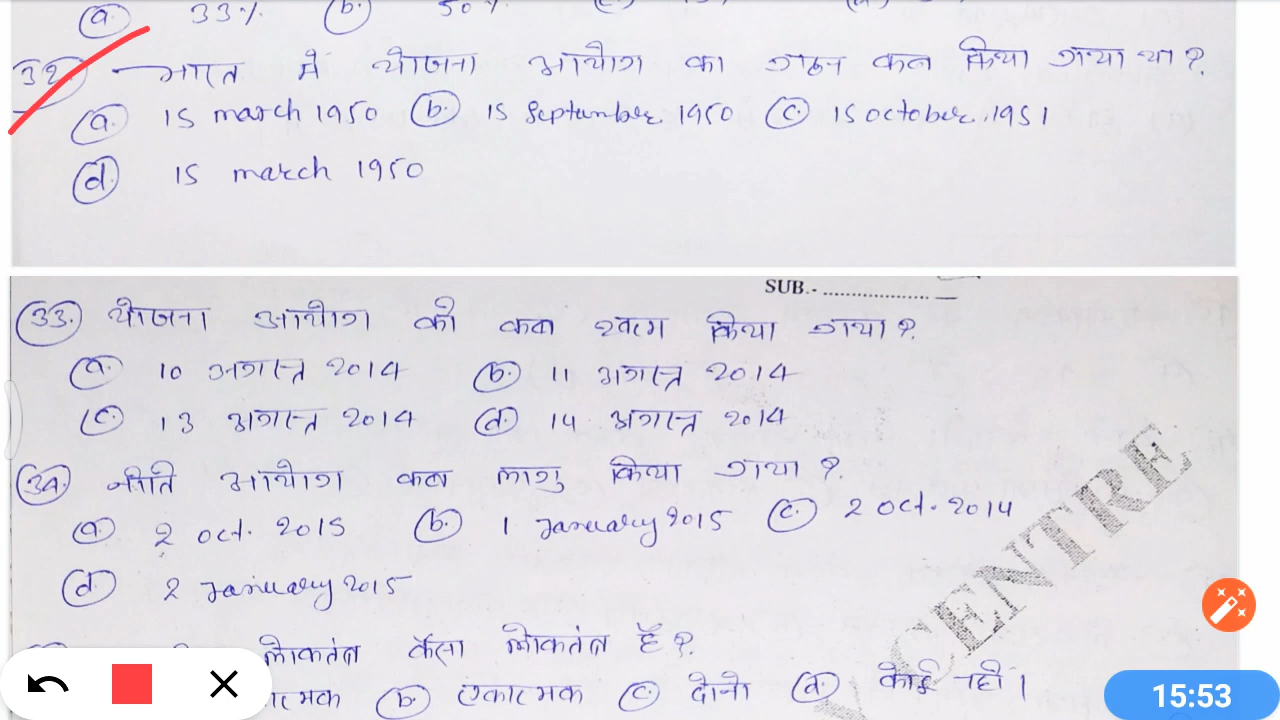 (a) 33% (b) 50%
32. भारत में योजना आयोग का गठन कब किया गया था?
(a) 15 march 1950 (b) 15 September 1950 (c) 15 october 1951
(d) 15 march 1950
SUB.- ....................
33. योजना आयोग को कब खत्म किया गया?
(a) 10 अगस्त 2014 (b) 11 अगस्त 2014
(c) 13 अगस्त 2014 (d) 14 अगस्त 2014
34. नीति आयोग कब लागु किया गया?
(a) 2 oct. 2015 (b) 1 January 2015 (c) 2 oct. 2014
(d) 2 January 2015
लोकतंत्र कैसा लोकतंत्र है?
(b) एकात्मक (c) दोनो (d) कोई नही।
CENTRE
15:53